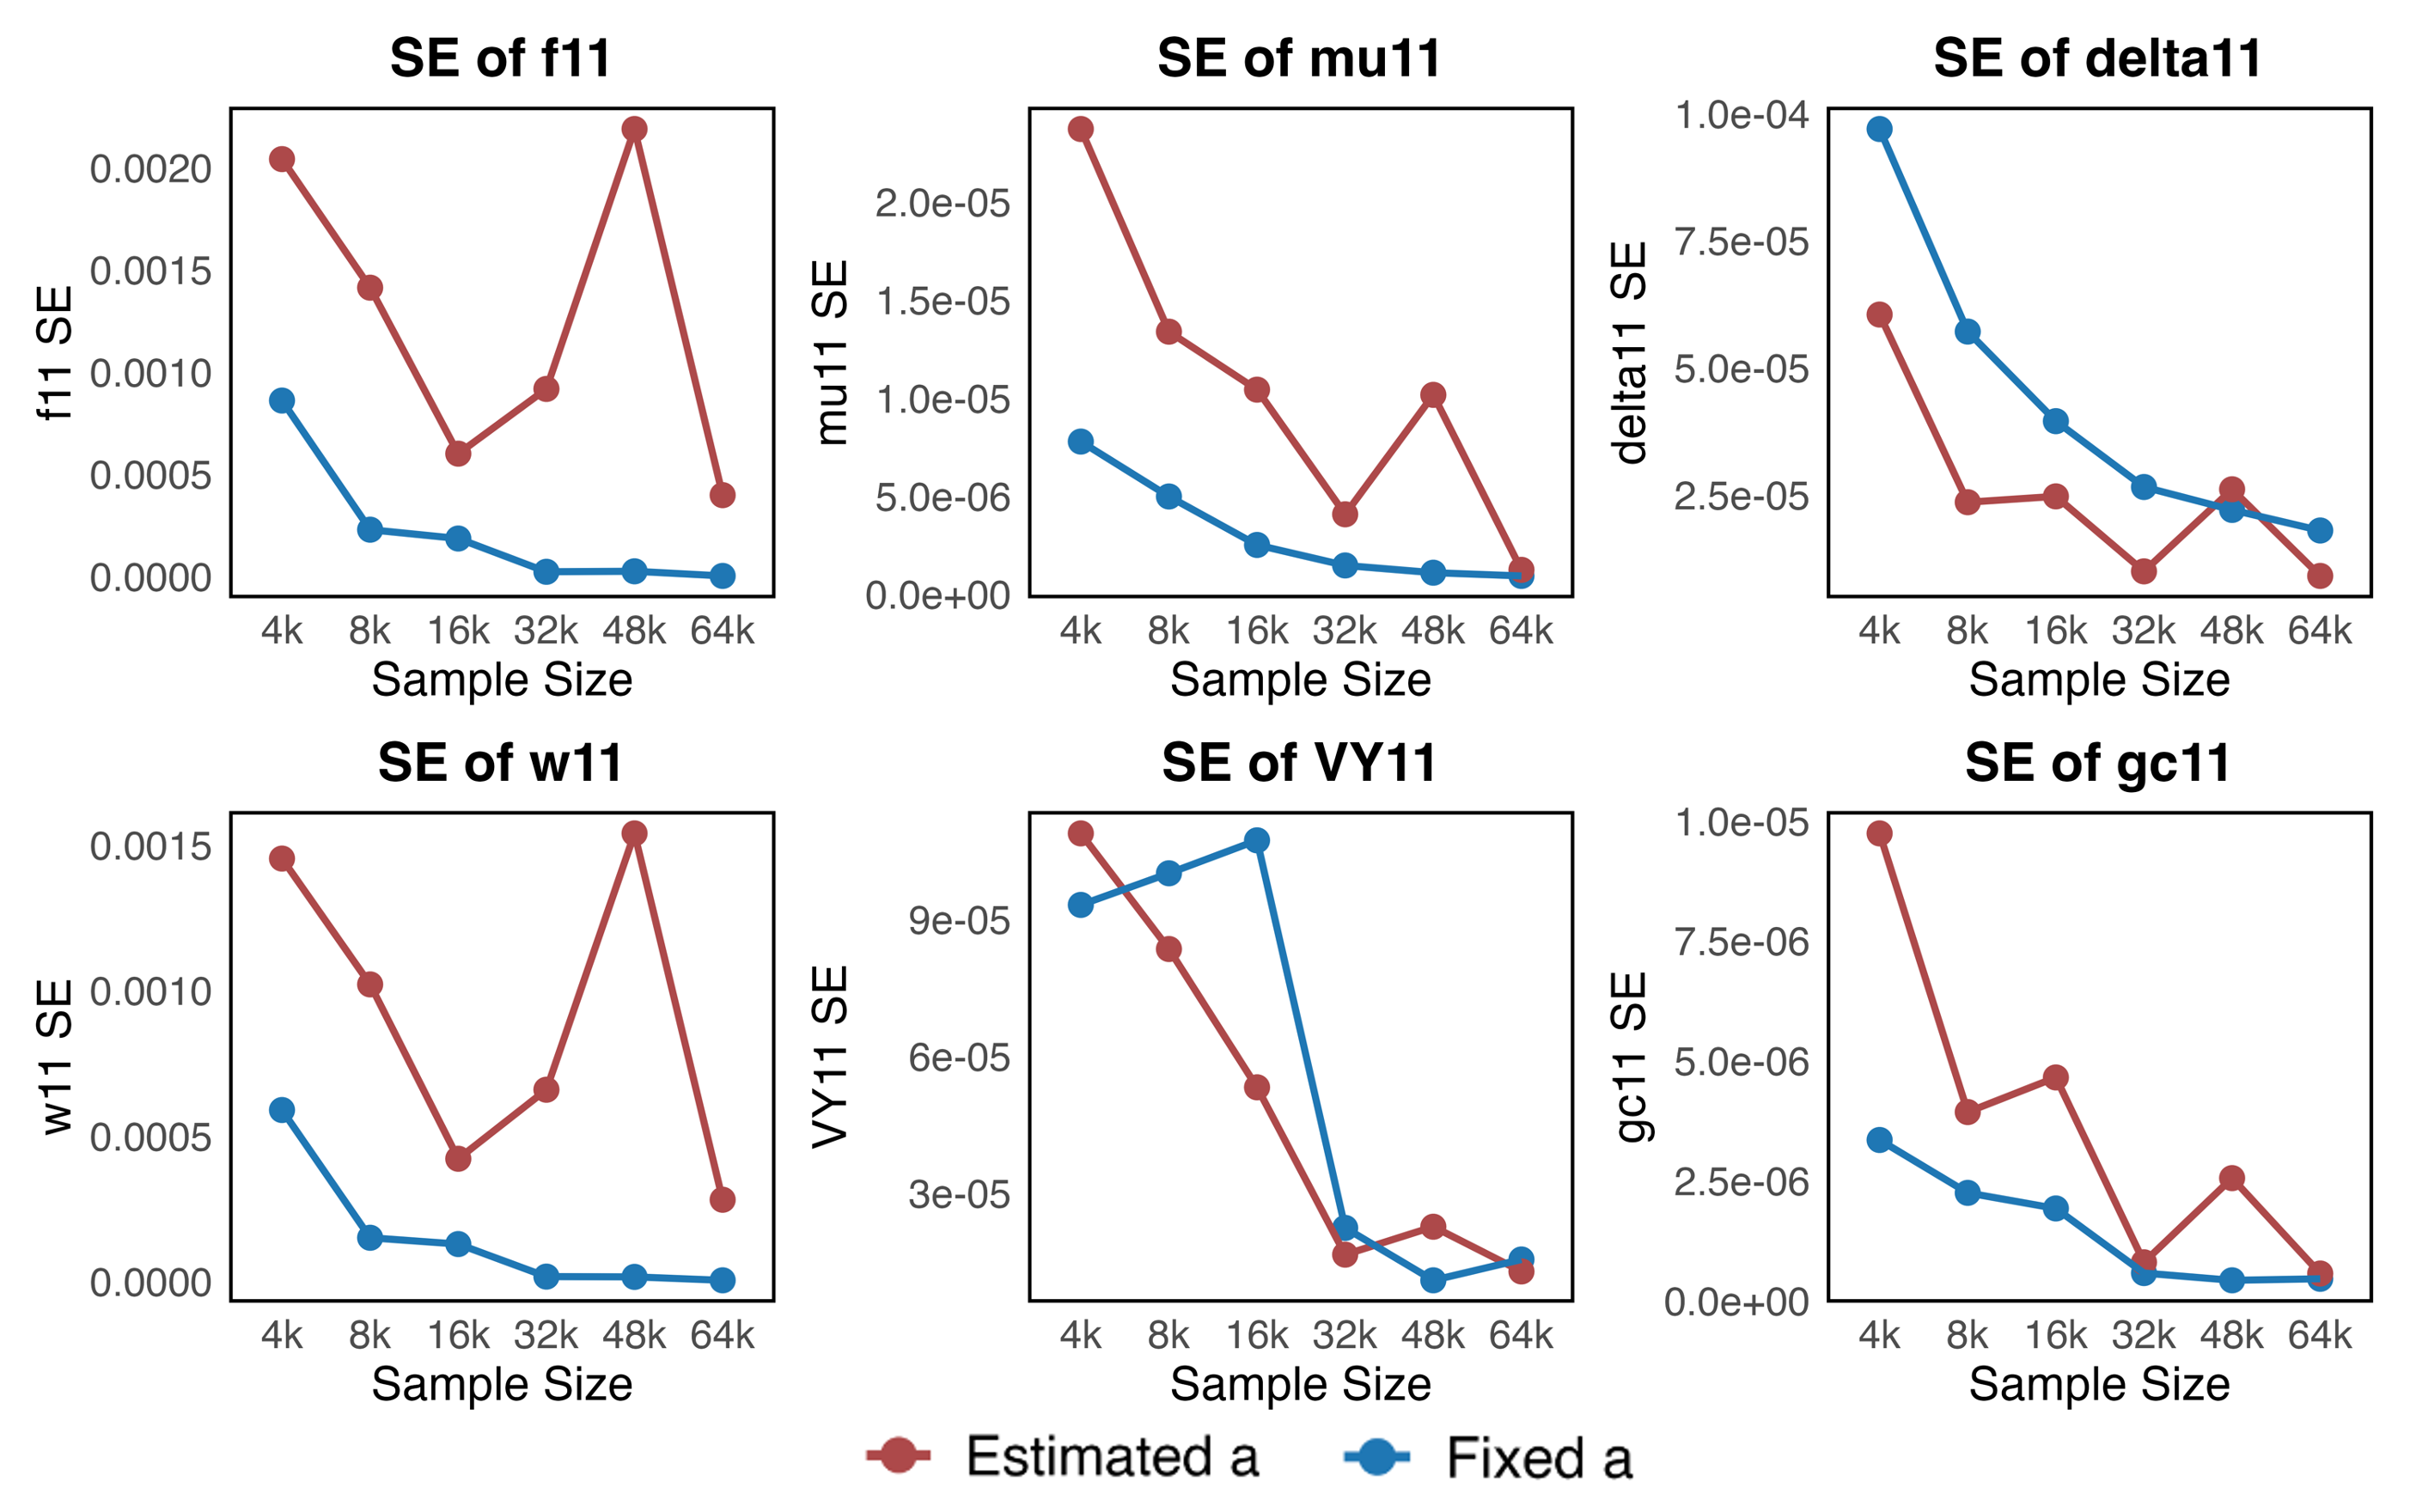 SE of f11
f11 SE
0.0020
0.0015
0.0010
0.0005
0.0000
4k 8k 16k 32k 48k 64k
Sample Size
SE of mu11
mu11 SE
2.0e-05
1.5e-05
1.0e-05
5.0e-06
0.0e+00
4k 8k 16k 32k 48k 64k
Sample Size
SE of delta11
delta11 SE
1.0e-04
7.5e-05
5.0e-05
2.5e-05
4k 8k 16k 32k 48k 64k
Sample Size
SE of w11
w11 SE
0.0015
0.0010
0.0005
0.0000
4k 8k 16k 32k 48k 64k
Sample Size
SE of VY11
VY11 SE
9e-05
6e-05
3e-05
4k 8k 16k 32k 48k 64k
Sample Size
SE of gc11
gc11 SE
1.0e-05
7.5e-06
5.0e-06
2.5e-06
0.0e+00
4k 8k 16k 32k 48k 64k
Sample Size
Estimated a Fixed a